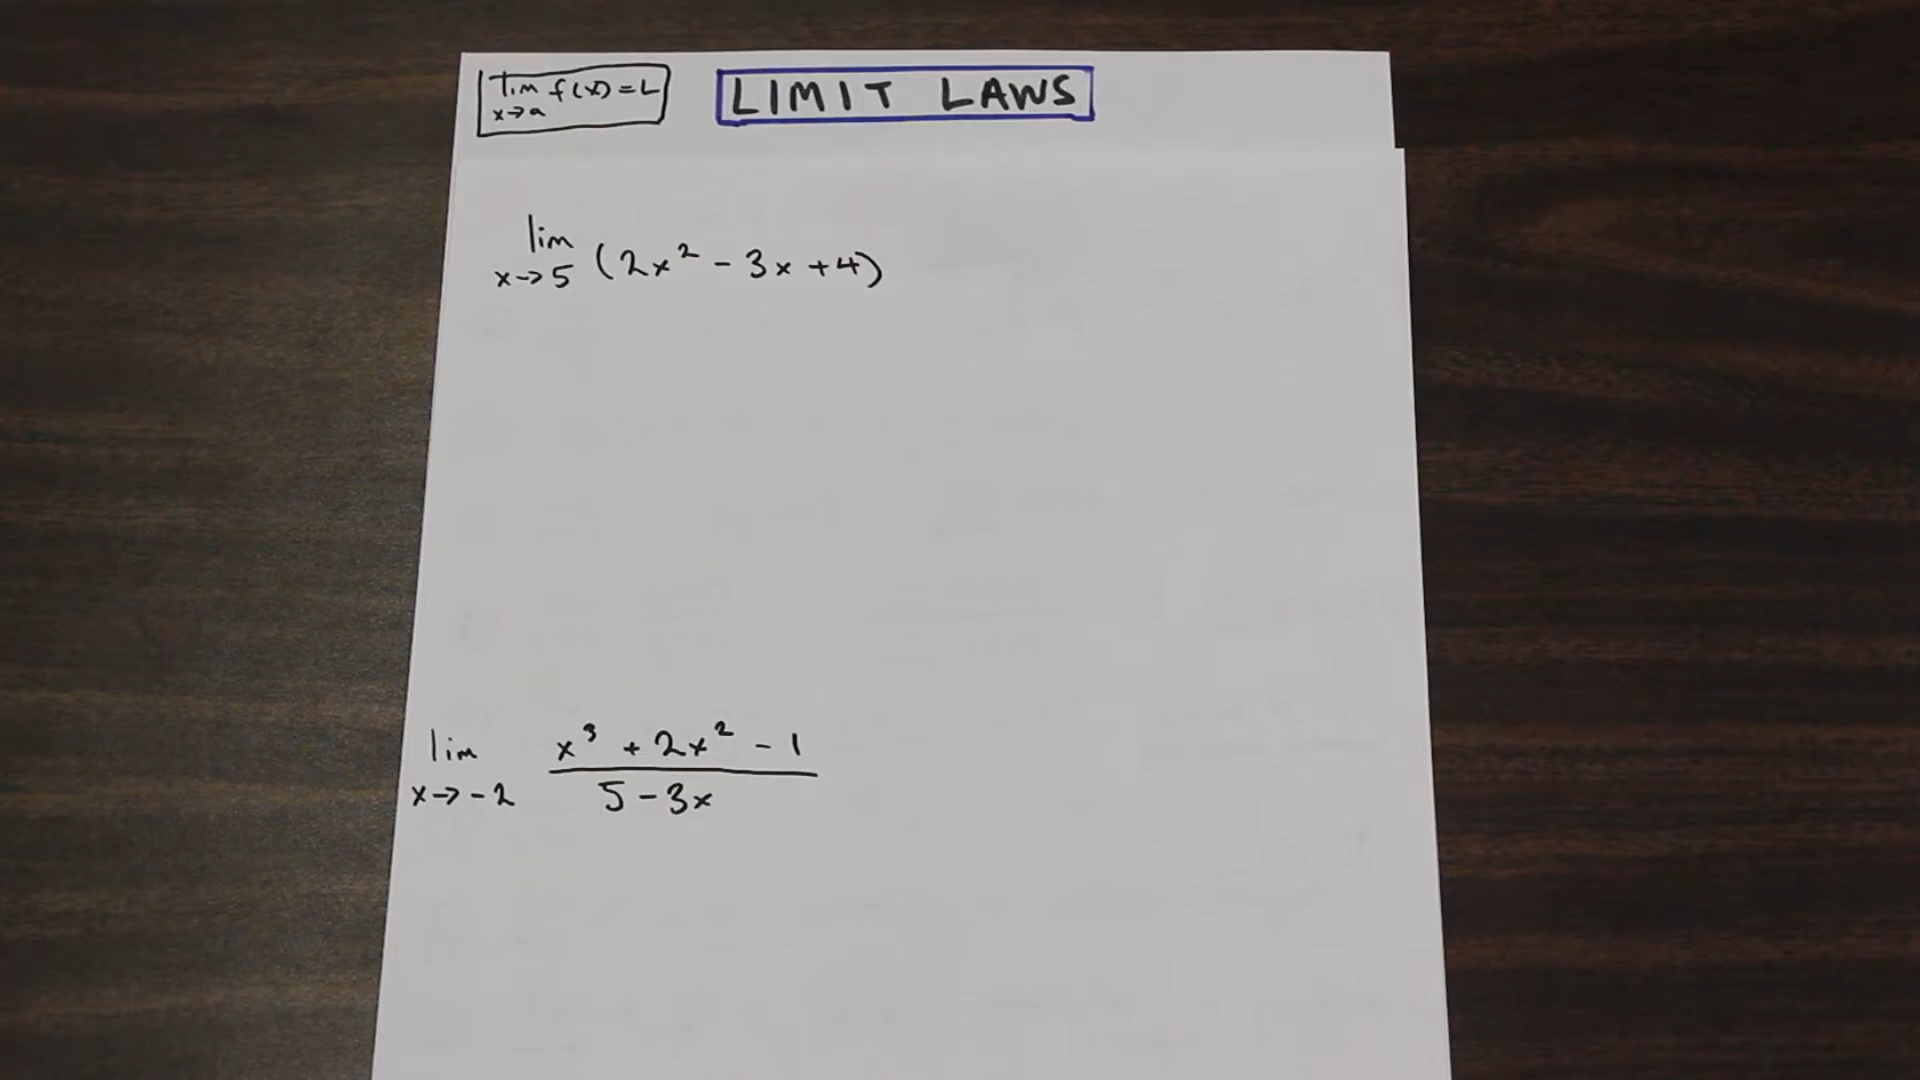 lim f(x) = L
x→a
LIMIT LAWS
lim
x→5 (2x² - 3x + 4)
lim x³ + 2x² - 1
x→-2 5 - 3x